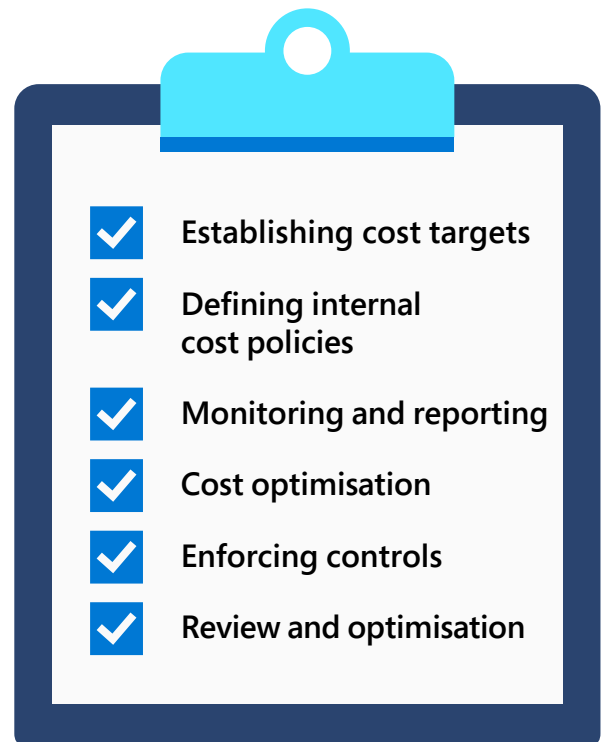 Establishing cost targets
Defining internal
cost policies
Monitoring and reporting
Cost optimisation
Enforcing controls
Review and optimisation